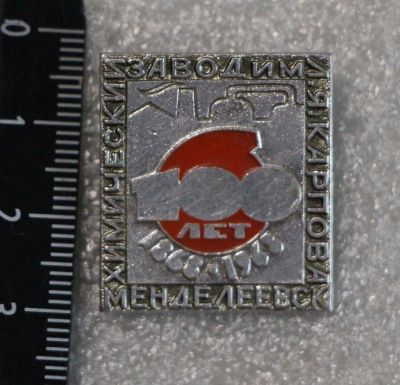 ХИМИЧЕСКИЙ
ЗАВОД ИМ
Л.Я.КАРПОВА
МЕНДЕЛЕЕВСК
100
ЛЕТ
1868 1968
0
1
2
3